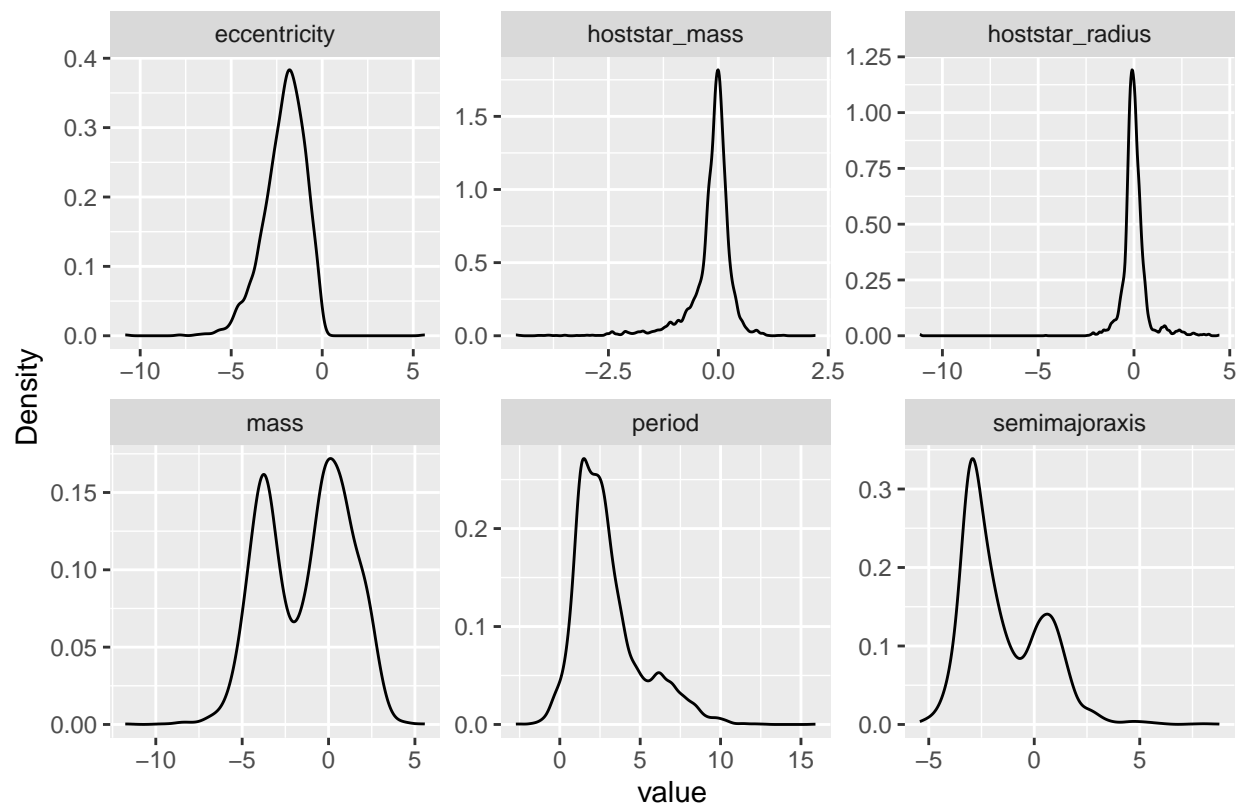 eccentricity hoststar_mass hoststar_radius
0.4
0.3
0.2
0.1
0.0
−10 −5 0 5
1.5
1.0
0.5
0.0
−2.5 0.0 2.5
1.25
1.00
0.75
0.50
0.25
0.00
−10 −5 0 5
Density
mass period semimajoraxis
0.15
0.10
0.05
0.00
−10 −5 0 5
0.2
0.1
0.0
0 5 10 15
0.3
0.2
0.1
0.0
−5 0 5
value